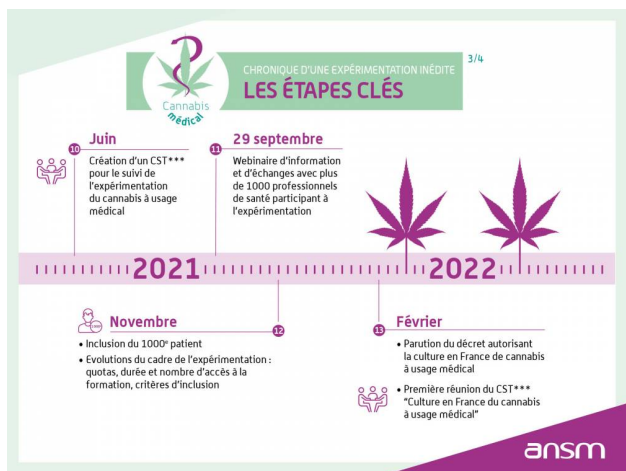 3/4
CHRONIQUE D'UNE EXPÉRIMENTATION INÉDITE
LES ÉTAPES CLÉS
Cannabis
médical
Juin
10
Création d'un CST***
pour le suivi de
l'expérimentation
du cannabis à usage
médical
29 septembre
11
Webinaire d'information
et d'échanges avec plus
de 1000 professionnels
de santé participant à
l'expérimentation
2021
2022
Novembre
12
• Inclusion du 1000e patient
• Evolutions du cadre de l'expérimentation :
quotas, durée et nombre d'accès à la
formation, critères d'inclusion
Février
13
• Parution du décret autorisant
la culture en France de cannabis
à usage médical
• Première réunion du CST***
"Culture en France du cannabis
à usage médical"
ansm